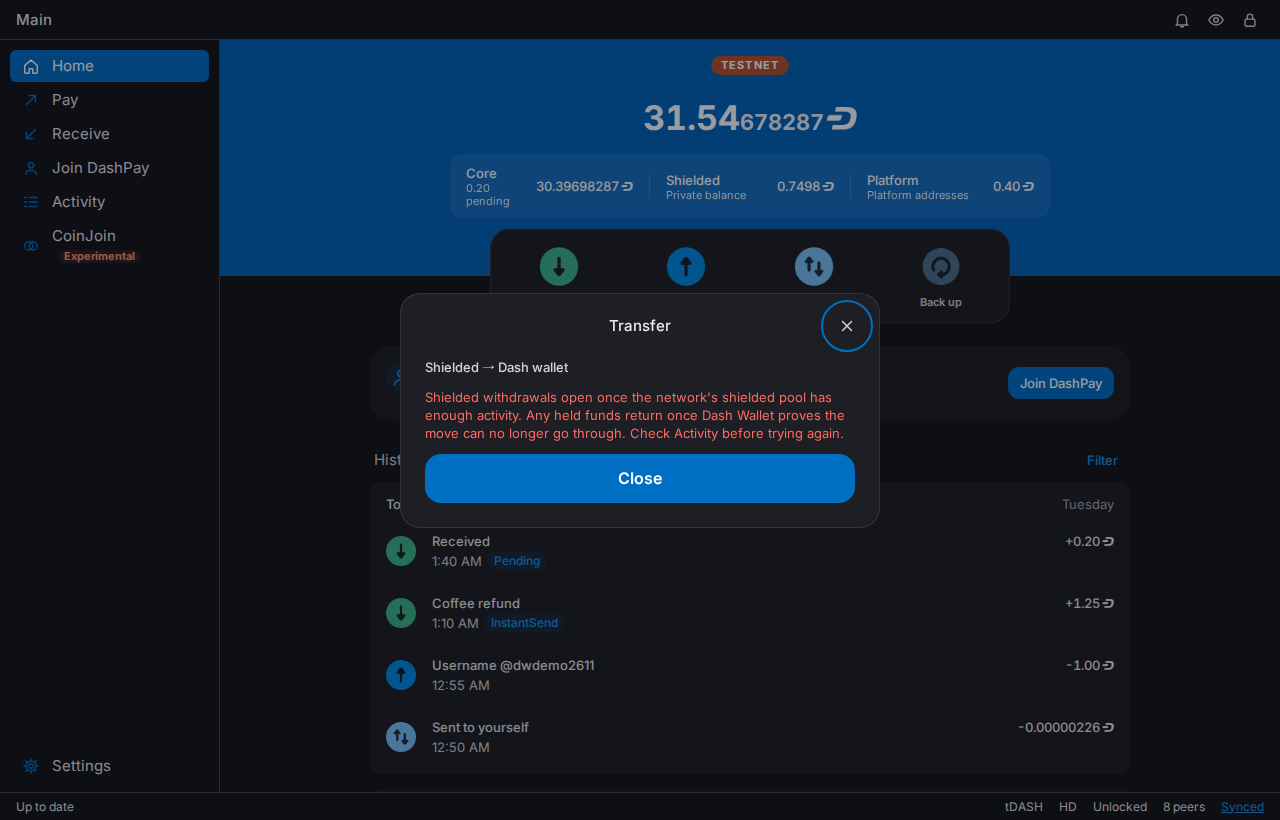 Main
Home
Pay
Receive
Join DashPay
Activity
CoinJoin
Experimental
Settings
TESTNET
31.54678287
Core
0.20
pending
30.39698287
Shielded
Private balance
0.7498
Platform
Platform addresses
0.40
Back up
Transfer
Shielded → Dash wallet
Shielded withdrawals open once the network's shielded pool has
enough activity. Any held funds return once Dash Wallet proves the
move can no longer go through. Check Activity before trying again.
Close
Join DashPay
Filter
Tuesday
Received
1:40 AM Pending
+0.20
Coffee refund
1:10 AM InstantSend
+1.25
Username @dwdemo2611
12:55 AM
-1.00
Sent to yourself
12:50 AM
-0.00000226
Up to date
tDASH HD Unlocked 8 peers Synced